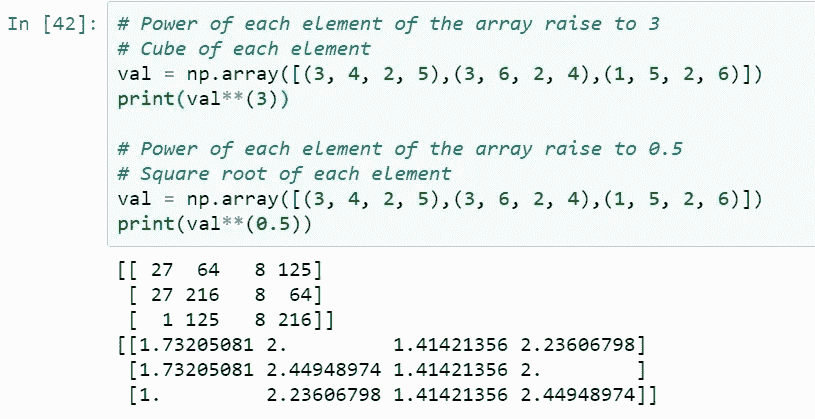 In [42]: # Power of each element of the array raise to 3
# Cube of each element
val = np.array([(3, 4, 2, 5),(3, 6, 2, 4),(1, 5, 2, 6)])
print(val**(3))
# Power of each element of the array raise to 0.5
# Square root of each element
val = np.array([(3, 4, 2, 5),(3, 6, 2, 4),(1, 5, 2, 6)])
print(val**(0.5))
[[ 27  64   8 125]
 [ 27 216   8  64]
 [  1 125   8 216]]
[[1.73205081 2.         1.41421356 2.23606798]
 [1.73205081 2.44948974 1.41421356 2.        ]
 [1.         2.23606798 1.41421356 2.44948974]]